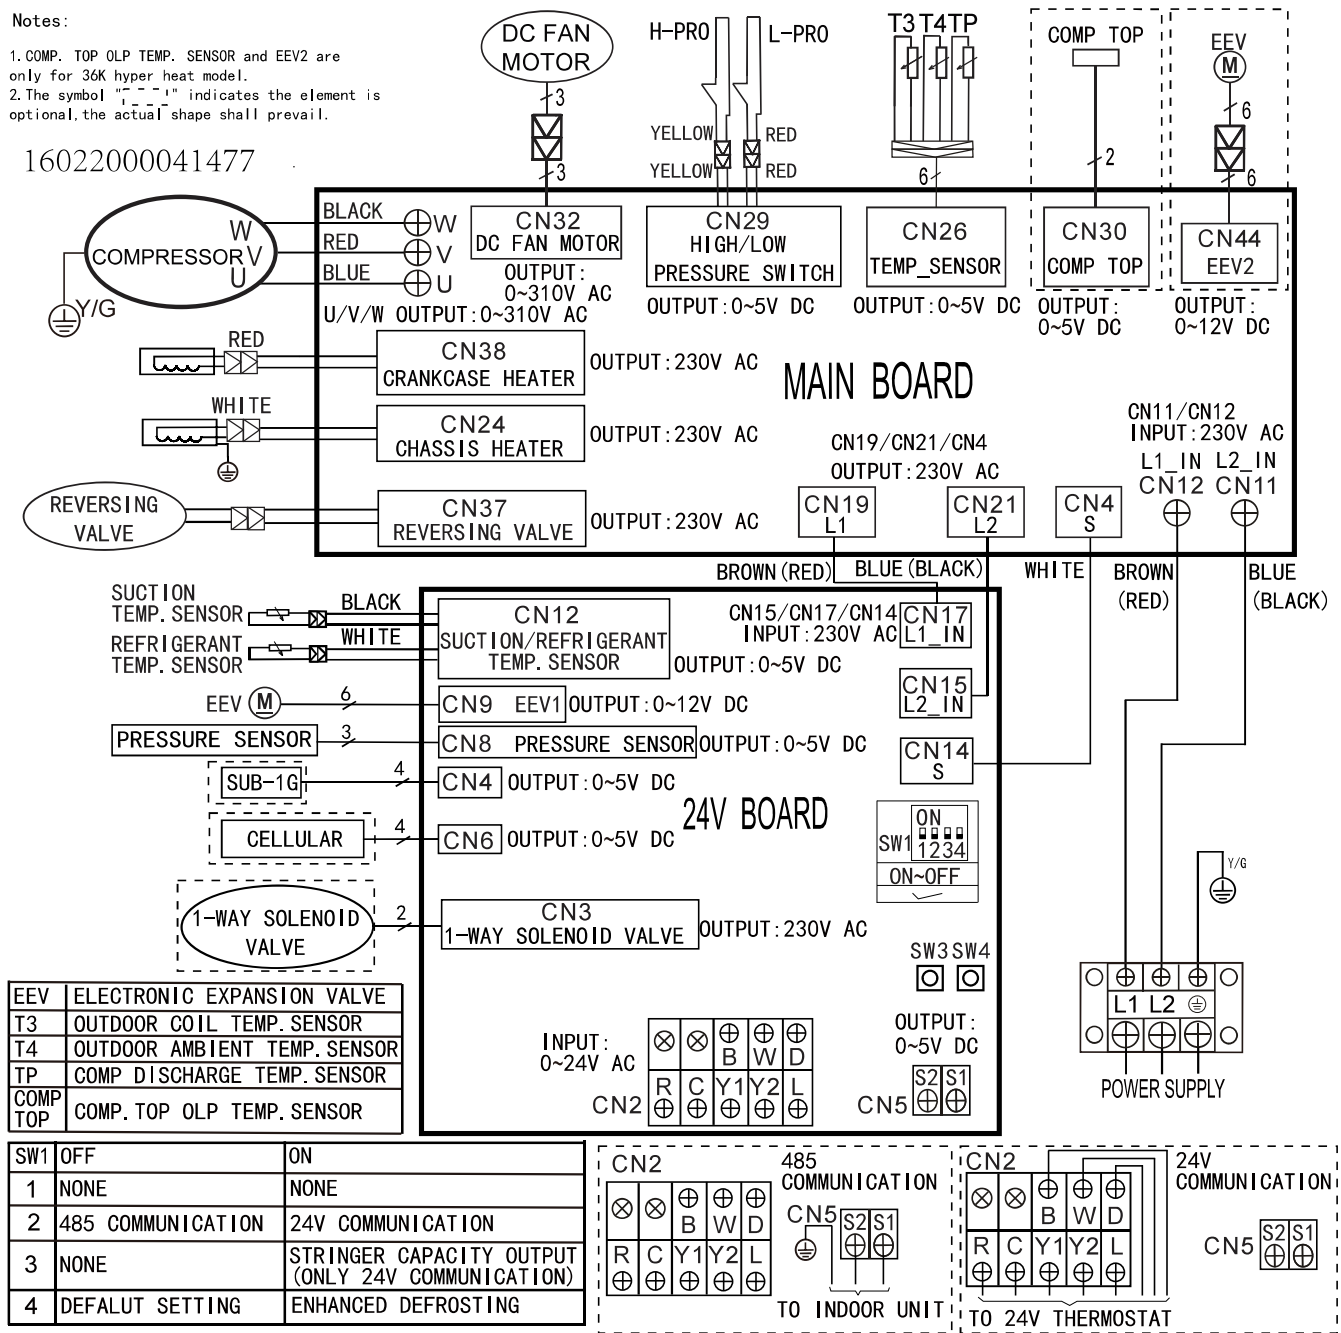 Notes:
1. COMP. TOP OLP TEMP. SENSOR and EEV2 are
only for 36K hyper heat model.
2. The symbol " " indicates the element is
optional, the actual shape shall prevail.
16022000041477
DC FAN
MOTOR
3
3
H-PRO
L-PRO
YELLOW
RED
YELLOW
RED
T3 T4 TP
6
COMP TOP
2
EEV
M
6
6
COMPRESSOR
W
V
U
Y/G
BLACK
RED
BLUE
W
V
U
U/V/W OUTPUT:0~310V AC
CN32
DC FAN MOTOR
OUTPUT:
0~310V AC
CN29
HIGH/LOW
PRESSURE SWITCH
OUTPUT:0~5V DC
CN26
TEMP_SENSOR
OUTPUT:0~5V DC
CN30
COMP TOP
OUTPUT:
0~5V DC
CN44
EEV2
OUTPUT:
0~12V DC
RED
CN38
CRANKCASE HEATER
OUTPUT:230V AC
WHITE
CN24
CHASSIS HEATER
OUTPUT:230V AC
REVERSING
VALVE
CN37
REVERSING VALVE
OUTPUT:230V AC
MAIN BOARD
CN19/CN21/CN4
OUTPUT:230V AC
CN19
L1
CN21
L2
CN4
S
CN11/CN12
INPUT:230V AC
L1_IN L2_IN
CN12 CN11
BROWN(RED)
BLUE(BLACK)
WHITE
BROWN
(RED)
BLUE
(BLACK)
SUCTION
TEMP. SENSOR
BLACK
REFRIGERANT
TEMP. SENSOR
WHITE
CN12
SUCTION/REFRIGERANT
TEMP. SENSOR
OUTPUT:0~5V DC
CN15/CN17/CN14
INPUT:230V AC
CN17
L1_IN
CN15
L2_IN
CN14
S
EEV
M
6
CN9 EEV1
OUTPUT:0~12V DC
PRESSURE SENSOR
3
CN8 PRESSURE SENSOR
OUTPUT:0~5V DC
SUB-1G
4
CN4
OUTPUT:0~5V DC
CELLULAR
4
CN6
OUTPUT:0~5V DC
24V BOARD
SW1
ON
1234
ON~OFF
1-WAY SOLENOID
VALVE
2
CN3
1-WAY SOLENOID VALVE
OUTPUT:230V AC
SW3 SW4
Y/G
L1 L2
POWER SUPPLY
INPUT:
0~24V AC
B W D
R C Y1 Y2 L
CN2
OUTPUT:
0~5V DC
CN5
S2 S1
EEV ELECTRONIC EXPANSION VALVE
T3 OUTDOOR COIL TEMP. SENSOR
T4 OUTDOOR AMBIENT TEMP. SENSOR
TP COMP DISCHARGE TEMP. SENSOR
COMP
TOP COMP. TOP OLP TEMP. SENSOR
SW1 OFF ON
1 NONE NONE
2 485 COMMUNICATION 24V COMMUNICATION
3 NONE STRINGER CAPACITY OUTPUT
(ONLY 24V COMMUNICATION)
4 DEFALUT SETTING ENHANCED DEFROSTING
CN2
B W D
R C Y1 Y2 L
485
COMMUNICATION
CN5
S2 S1
TO INDOOR UNIT
CN2
B W D
R C Y1 Y2 L
TO 24V THERMOSTAT
24V
COMMUNICATION
CN5
S2 S1